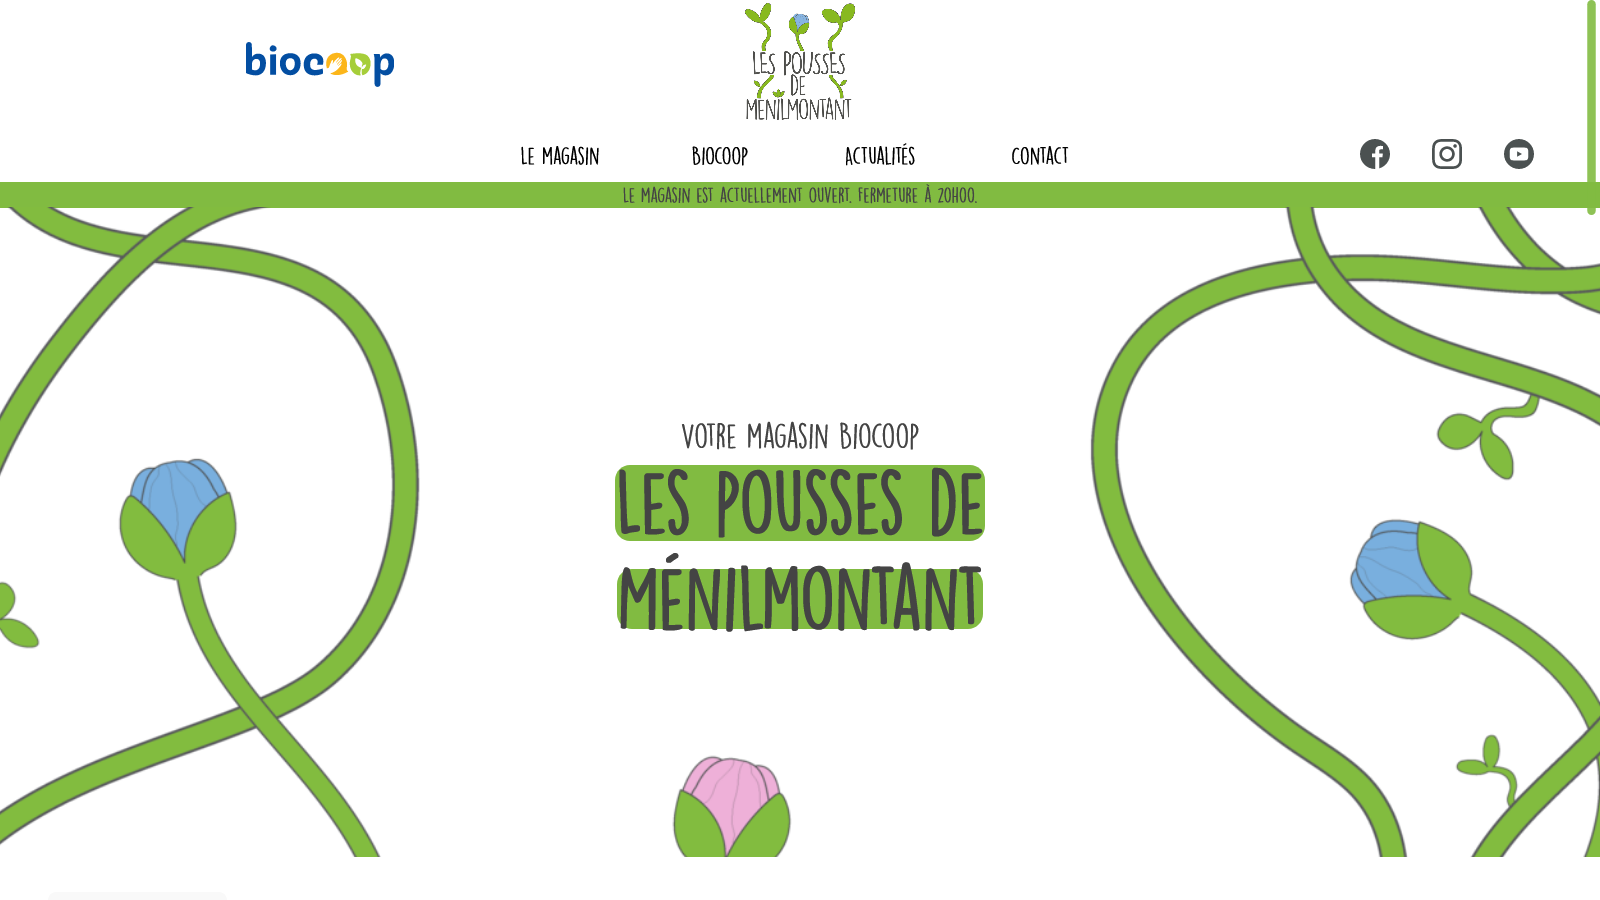 biocoop
LES POUSSES
DE
MENILMONTANT
LE MAGASIN
BIOCOOP
ACTUALITÉS
CONTACT
LE MAGASIN EST ACTUELLEMENT OUVERT. FERMETURE À 20H00.
VOTRE MAGASIN BIOCOOP
LES POUSSES DE
MÉNILMONTANT